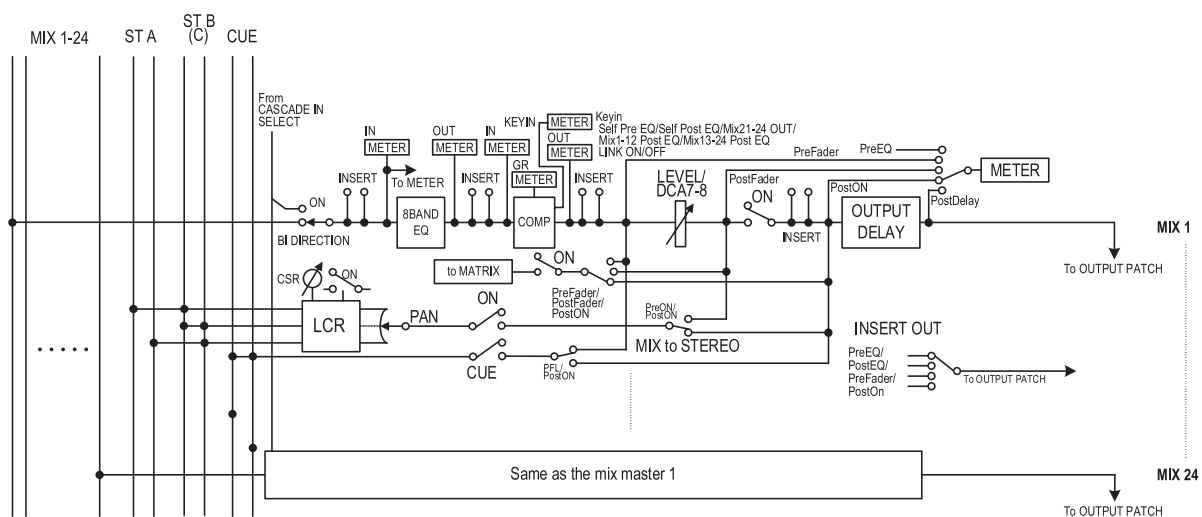 MIX 1-24
ST A
ST B
(C)
CUE
From
CASCADE IN
SELECT
IN
METER
OUT
METER
IN
METER
KEYIN
METER
Keyin
Self Pre EQ/Self Post EQ/Mix21-24 OUT/
Mix1-12 Post EQ/Mix13-24 Post EQ
LINK ON/OFF
OUT
METER
GR
METER
To METER
INSERT
INSERT
INSERT
ON
BI DIRECTION
8BAND
EQ
COMP
LEVEL/
DCA7-8
PreFader
PreEQ
PostFader
ON
PostON
METER
PostDelay
INSERT
OUTPUT
DELAY
MIX 1
To OUTPUT PATCH
to MATRIX
ON
PreFader/
PostFader/
PostON
CSR
ON
LCR
PAN
ON
PreON/
PostON
MIX to STEREO
CUE
PFL/
PostON
INSERT OUT
PreEQ/
PostEQ/
PreFader/
PostOn
To OUTPUT PATCH
Same as the mix master 1
MIX 24
To OUTPUT PATCH